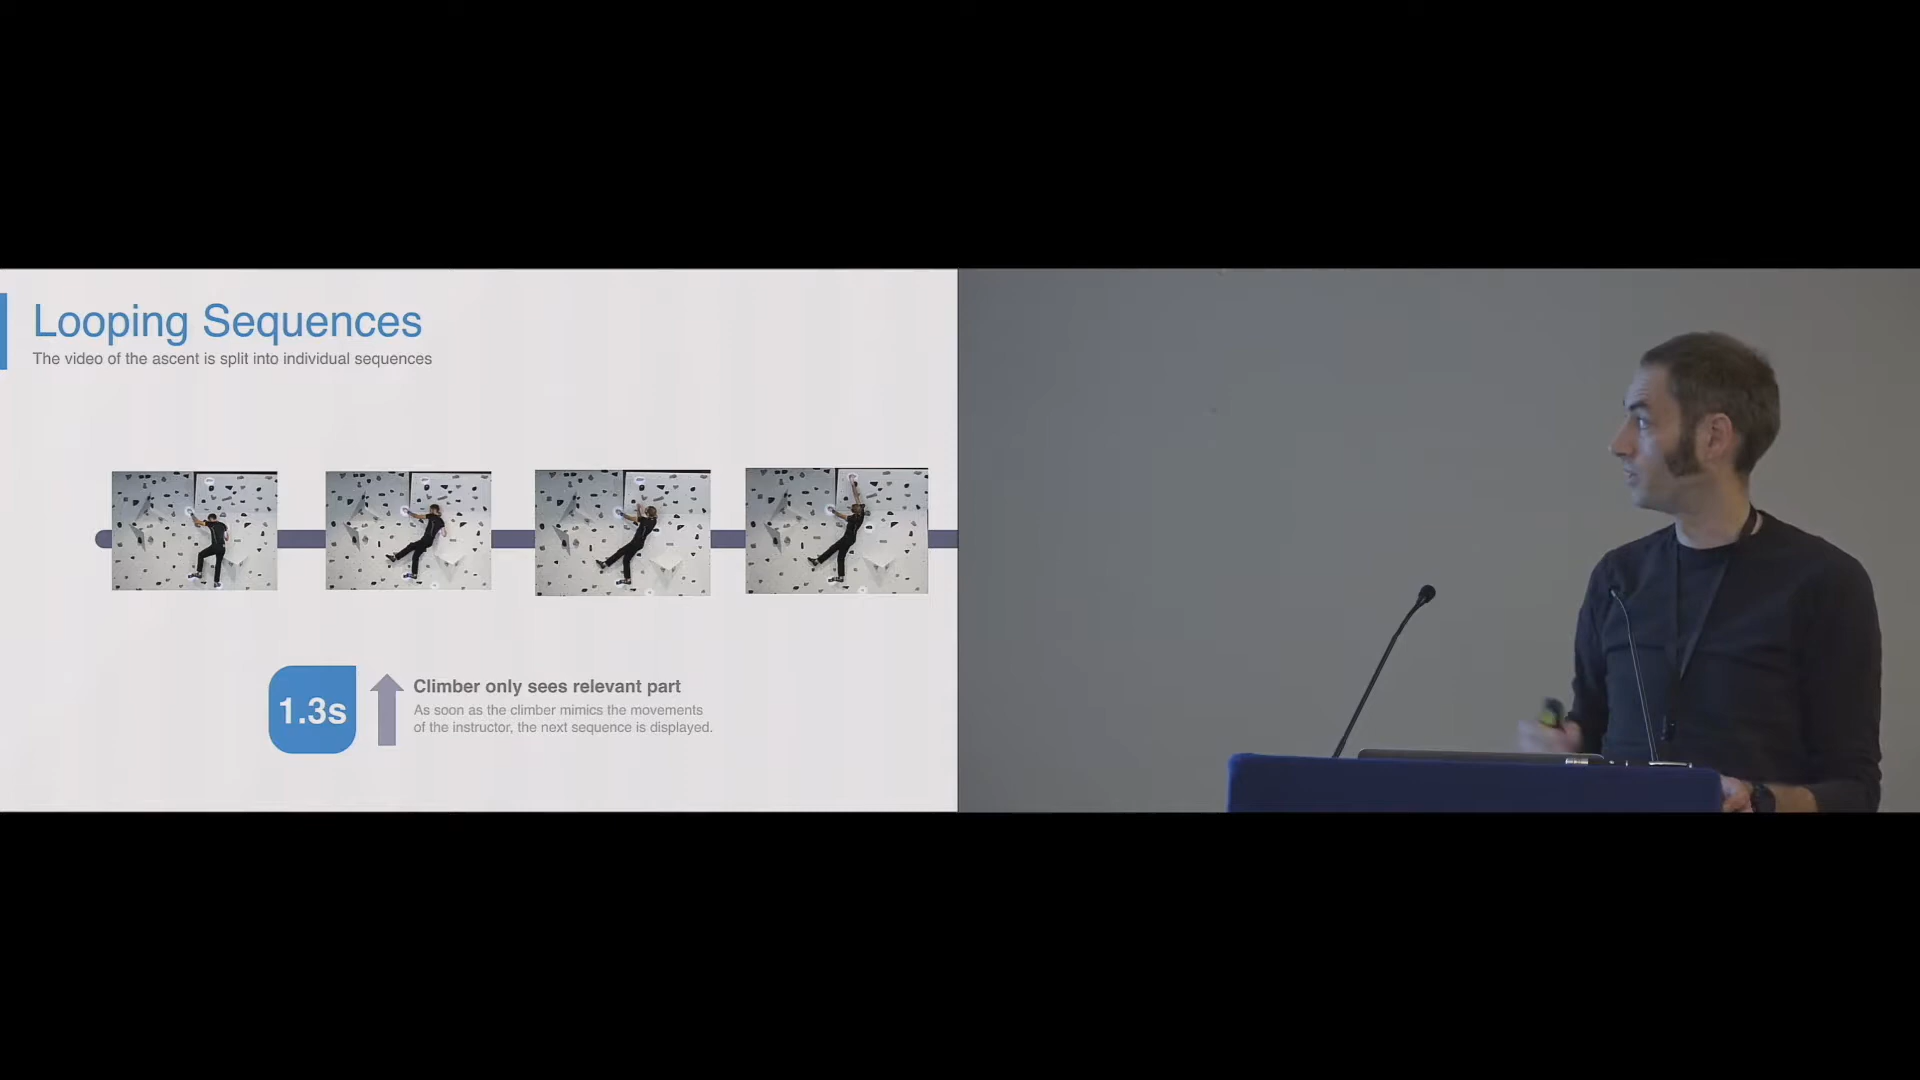 Looping Sequences
The video of the ascent is split into individual sequences
1.3s
Climber only sees relevant part
As soon as the climber mimics the movements
of the instructor, the next sequence is displayed.